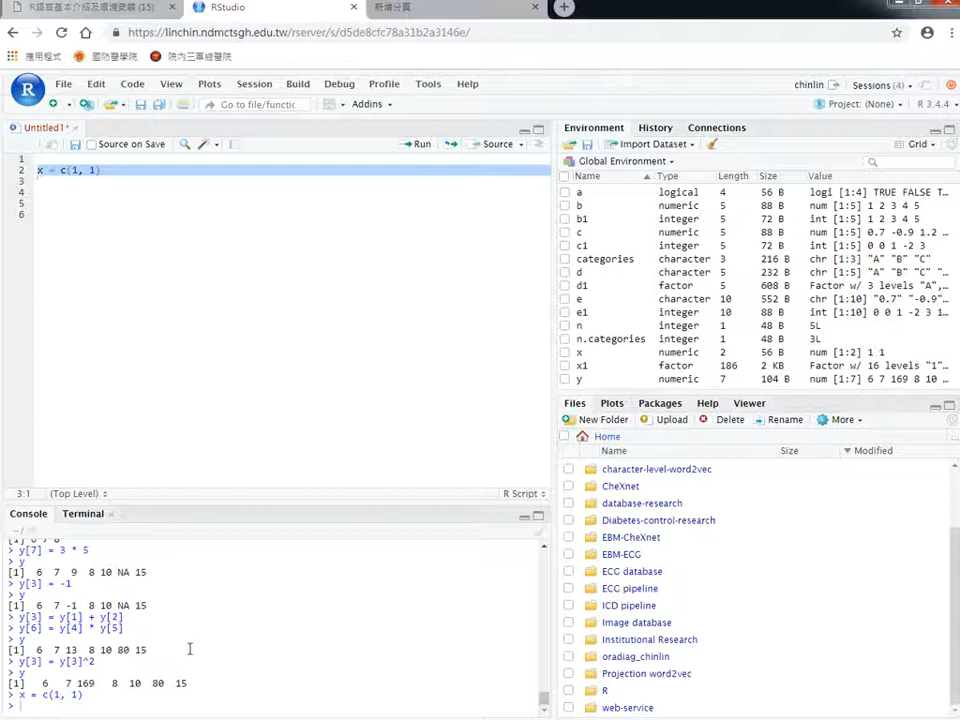 R語言基本介紹及環境安裝 (15)
RStudio
新分頁
https://linchin.ndmctsgh.edu.tw/rserver/s/d5de8cfc78a31b2a3146e/
應用程式 國防醫學院 院內三軍總醫院
File Edit Code View Plots Session Build Debug Profile Tools Help
chinlin Sessions (4)
Go to file/functic Addins
Project: (None) R 3.4.4
Untitled1*
Source on Save Run Source
1
2 x = c(1, 1)
3
4
5
6
3:1 (Top Level) R Script
Console Terminal
~/
[1] 6 7 8
> y[7] = 3 * 5
> y
[1] 6 7 9 8 10 NA 15
> y[3] = -1
> y
[1] 6 7 -1 8 10 NA 15
> y[3] = y[1] + y[2]
> y[6] = y[4] * y[5]
> y
[1] 6 7 13 8 10 80 15
> y[3] = y[3]^2
> y
[1] 6 7 169 8 10 80 15
> x = c(1, 1)
>
Environment History Connections
Import Dataset Grid
Global Environment
Name Type Length Size Value
a logical 4 56 B logi [1:4] TRUE FALSE T…
b numeric 5 88 B num [1:5] 1 2 3 4 5
b1 integer 5 72 B int [1:5] 1 2 3 4 5
c numeric 5 88 B num [1:5] 0.7 -0.9 1.2 …
c1 integer 5 72 B int [1:5] 0 0 1 -2 3
categories character 3 216 B chr [1:3] "A" "B" "C"
d character 5 232 B chr [1:5] "A" "B" "C" …
d1 factor 5 608 B Factor w/ 3 levels "A",…
e character 10 552 B chr [1:10] "0.7" "-0.9"…
e1 integer 10 88 B int [1:10] 0 0 1 -2 3 1…
n integer 1 48 B 5L
n.categories integer 1 48 B 3L
x numeric 2 56 B num [1:2] 1 1
x1 factor 186 2 KB Factor w/ 16 levels "1"…
y numeric 7 104 B num [1:7] 6 7 169 8 10 …
Files Plots Packages Help Viewer
New Folder Upload Delete Rename More
Home
Name Size Modified
character-level-word2vec
CheXnet
database-research
Diabetes-control-research
EBM-CheXnet
EBM-ECG
ECG database
ECG pipeline
ICD pipeline
Image database
Institutional Research
oradiag_chinlin
Projection word2vec
R
web-service